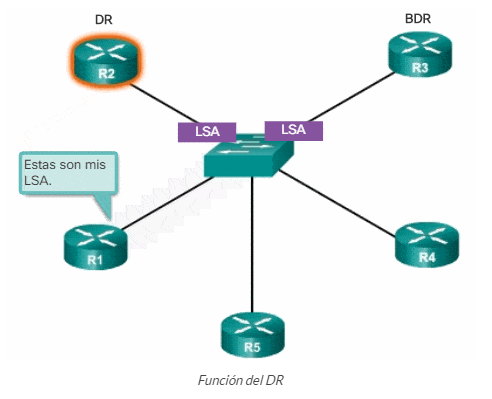 DR
BDR
R2
R3
LSA
LSA
Estas son mis
LSA.
R1
R4
R5
Función del DR